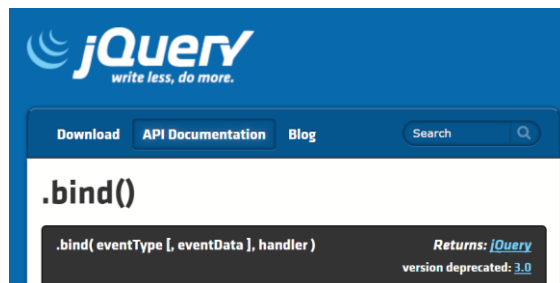 jQuery
write less, do more.
Download API Documentation Blog Search
.bind()
.bind( eventType [, eventData ], handler ) Returns: jQuery
version deprecated: 3.0